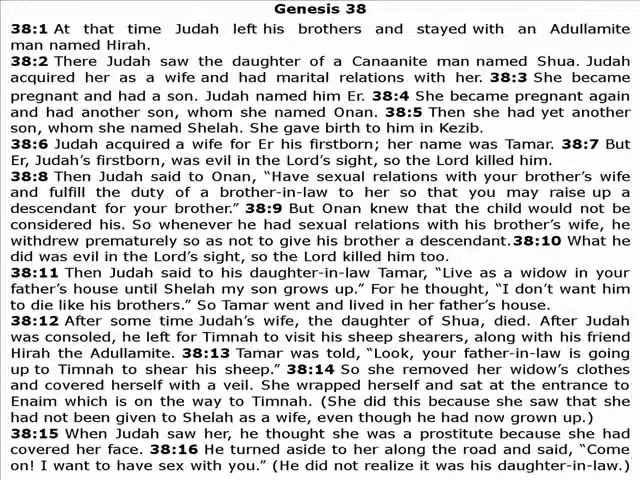 Genesis 38
38:1 At that time Judah left his brothers and stayed with an Adullamite
man named Hirah.
38:2 There Judah saw the daughter of a Canaanite man named Shua. Judah
acquired her as a wife and had marital relations with her. 38:3 She became
pregnant and had a son. Judah named him Er. 38:4 She became pregnant again
and had another son, whom she named Onan. 38:5 Then she had yet another
son, whom she named Shelah. She gave birth to him in Kezib.
38:6 Judah acquired a wife for Er his firstborn; her name was Tamar. 38:7 But
Er, Judah’s firstborn, was evil in the Lord’s sight, so the Lord killed him.
38:8 Then Judah said to Onan, “Have sexual relations with your brother’s wife
and fulfill the duty of a brother-in-law to her so that you may raise up a
descendant for your brother.” 38:9 But Onan knew that the child would not be
considered his. So whenever he had sexual relations with his brother’s wife, he
withdrew prematurely so as not to give his brother a descendant.38:10 What he
did was evil in the Lord’s sight, so the Lord killed him too.
38:11 Then Judah said to his daughter-in-law Tamar, “Live as a widow in your
father’s house until Shelah my son grows up.” For he thought, “I don’t want him
to die like his brothers.” So Tamar went and lived in her father’s house.
38:12 After some time Judah’s wife, the daughter of Shua, died. After Judah
was consoled, he left for Timnah to visit his sheep shearers, along with his friend
Hirah the Adullamite. 38:13 Tamar was told, “Look, your father-in-law is going
up to Timnah to shear his sheep.” 38:14 So she removed her widow’s clothes
and covered herself with a veil. She wrapped herself and sat at the entrance to
Enaim which is on the way to Timnah. (She did this because she saw that she
had not been given to Shelah as a wife, even though he had now grown up.)
38:15 When Judah saw her, he thought she was a prostitute because she had
covered her face. 38:16 He turned aside to her along the road and said, “Come
on! I want to have sex with you.” (He did not realize it was his daughter-in-law.)